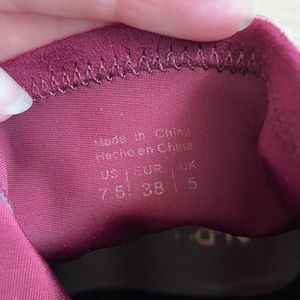 Made in China
Hecho en China
US | EUR | UK
7.5 | 38 | 5